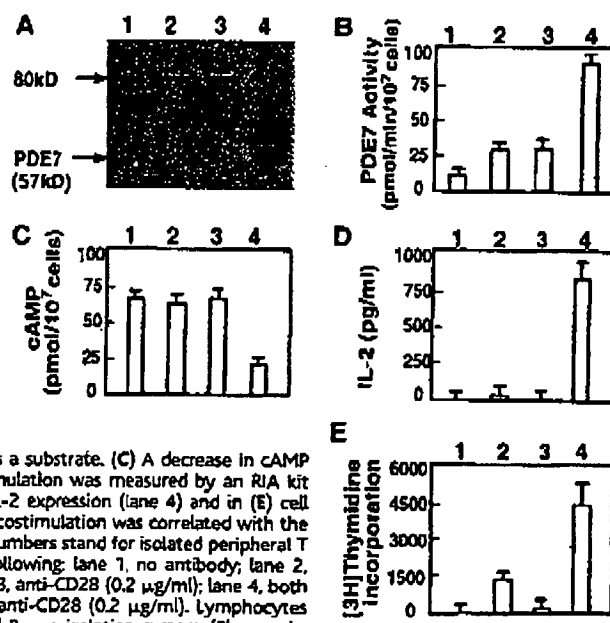 A
1 2 3 4
80kD
PDE7
(57kD)
B
1 2 3 4
PDE7 Activity
(pmol/min/10⁷ cells)
100
75
50
25
0
C
1 2 3 4
cAMP
(pmol/10⁷ cells)
100
75
50
25
0
D
1 2 3 4
IL-2 (pg/ml)
1000
750
500
250
0
s a substrate. (C) A decrease in cAMP
nulation was measured by an RIA kit
-2 expression (lane 4) and in (E) cell
costimulation was correlated with the
umbers stand for isolated peripheral T
llowing: lane 1, no antibody; lane 2,
3, anti-CD28 (0.2 µg/ml); lane 4, both
anti-CD28 (0.2 µg/ml). Lymphocytes
E
1 2 3 4
[3H]Thymidine
Incorporation
6000
4500
3000
1500
0